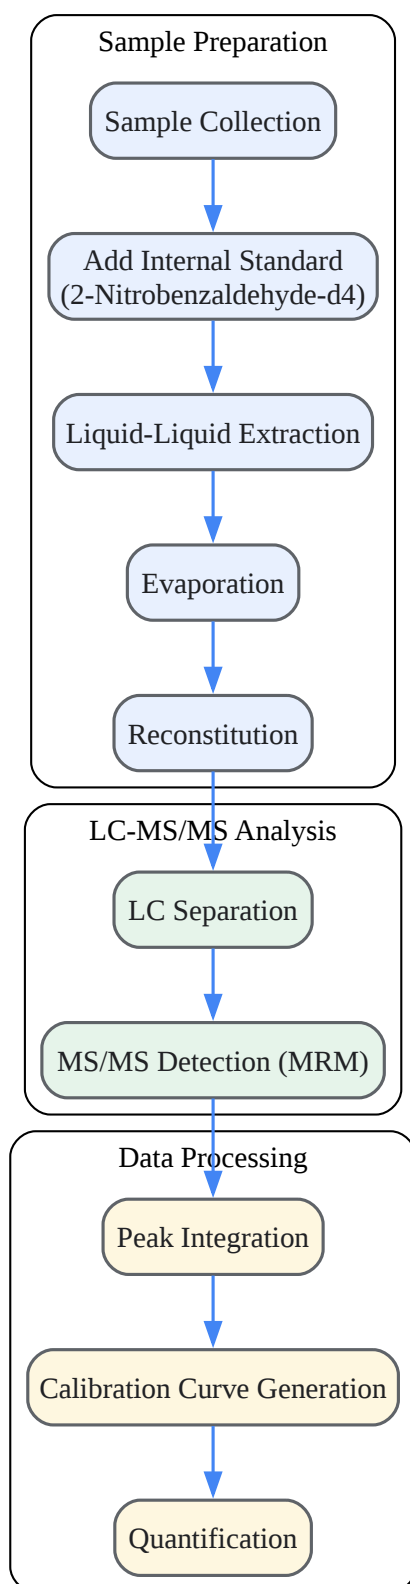 Sample Preparation
Sample Collection
Add Internal Standard
(2-Nitrobenzaldehyde-d4)
Liquid-Liquid Extraction
Evaporation
Reconstitution
LC-MS/MS Analysis
LC Separation
MS/MS Detection (MRM)
Data Processing
Peak Integration
Calibration Curve Generation
Quantification